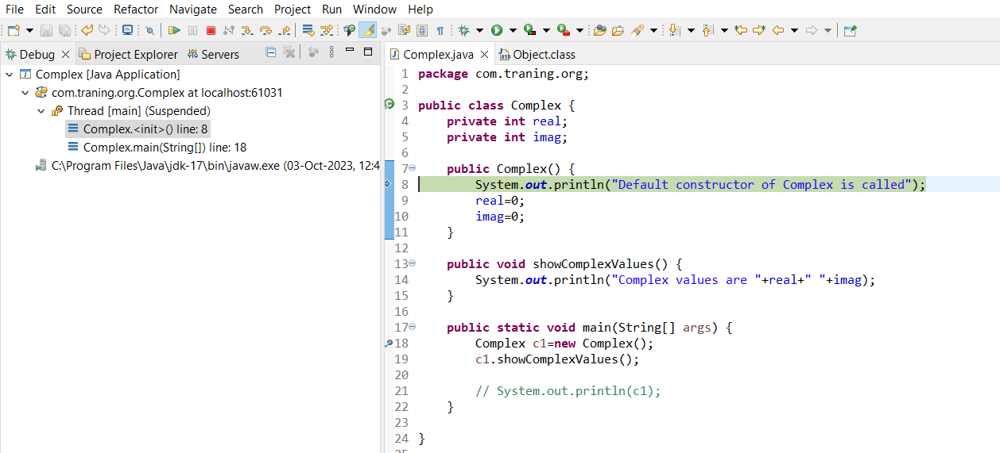 File Edit Source Refactor Navigate Search Project Run Window Help
Debug Project Explorer Servers
Complex [Java Application]
com.traning.org.Complex at localhost:61031
Thread [main] (Suspended)
Complex.<init>() line: 8
Complex.main(String[]) line: 18
C:\Program Files\Java\jdk-17\bin\javaw.exe (03-Oct-2023, 12:4
Complex.java Object.class
1 package com.traning.org;
2
3 public class Complex {
4     private int real;
5     private int imag;
6
7     public Complex() {
8         System.out.println("Default constructor of Complex is called");
9         real=0;
10         imag=0;
11     }
12
13     public void showComplexValues() {
14         System.out.println("Complex values are "+real+" "+imag);
15     }
16
17     public static void main(String[] args) {
18         Complex c1=new Complex();
19         c1.showComplexValues();
20
21         // System.out.println(c1);
22     }
23
24 }